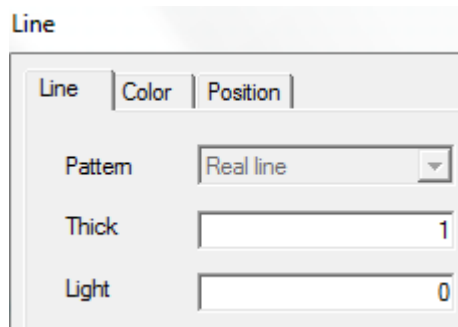 Line
Line Color Position
Pattern Real line
Thick 1
Light 0